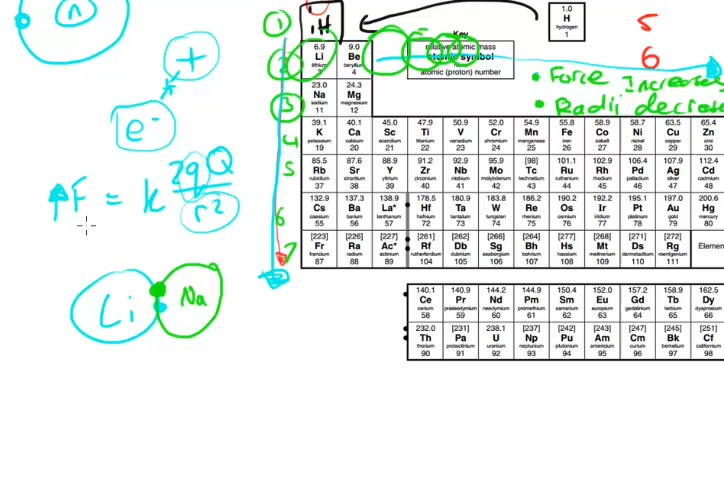 n
1
1.0
H
hydrogen
1
5
1H
Key
relative atomic mass
atomic symbol
atomic (proton) number
6
+
2
6.9 9.0
Li Be
lithium beryllium
3 4
• Force Increases
• Radii decrease
3
23.0 24.3
Na Mg
sodium magnesium
11 12
e-
4
39.1 40.1 45.0 47.9 50.9 52.0 54.9 55.8 58.9 58.7 63.5 65.4
K Ca Sc Ti V Cr Mn Fe Co Ni Cu Zn
potassium calcium scandium titanium vanadium chromium manganese iron cobalt nickel copper zinc
19 20 21 22 23 24 25 26 27 28 29 30
5
85.5 87.6 88.9 91.2 92.9 95.9 [98] 101.1 102.9 106.4 107.9 112.4
Rb Sr Y Zr Nb Mo Tc Ru Rh Pd Ag Cd
rubidium strontium yttrium zirconium niobium molybdenum technetium ruthenium rhodium palladium silver cadmium
37 38 39 40 41 42 43 44 45 46 47 48
F = k 2qQ
r²
6
132.9 137.3 138.9 178.5 180.9 183.8 186.2 190.2 192.2 195.1 197.0 200.6
Cs Ba La* Hf Ta W Re Os Ir Pt Au Hg
caesium barium lanthanum hafnium tantalum tungsten rhenium osmium iridium platinum gold mercury
55 56 57 72 73 74 75 76 77 78 79 80
7
[223] [226] [227] [261] [262] [266] [264] [277] [268] [271] [272]
Fr Ra Ac* Rf Db Sg Bh Hs Mt Ds Rg
francium radium actinium rutherfordium dubnium seaborgium bohrium hassium meitnerium darmstadtium roentgenium
87 88 89 104 105 106 107 108 109 110 111
Li Na
140.1 140.9 144.2 144.9 150.4 152.0 157.2 158.9 162.5
Ce Pr Nd Pm Sm Eu Gd Tb Dy
cerium praseodymium neodymium promethium samarium europium gadolinium terbium dysprosium
58 59 60 61 62 63 64 65 66
232.0 [231] 238.1 [237] [242] [243] [247] [245] [251]
Th Pa U Np Pu Am Cm Bk Cf
thorium protactinium uranium neptunium plutonium americium curium berkelium californium
90 91 92 93 94 95 96 97 98